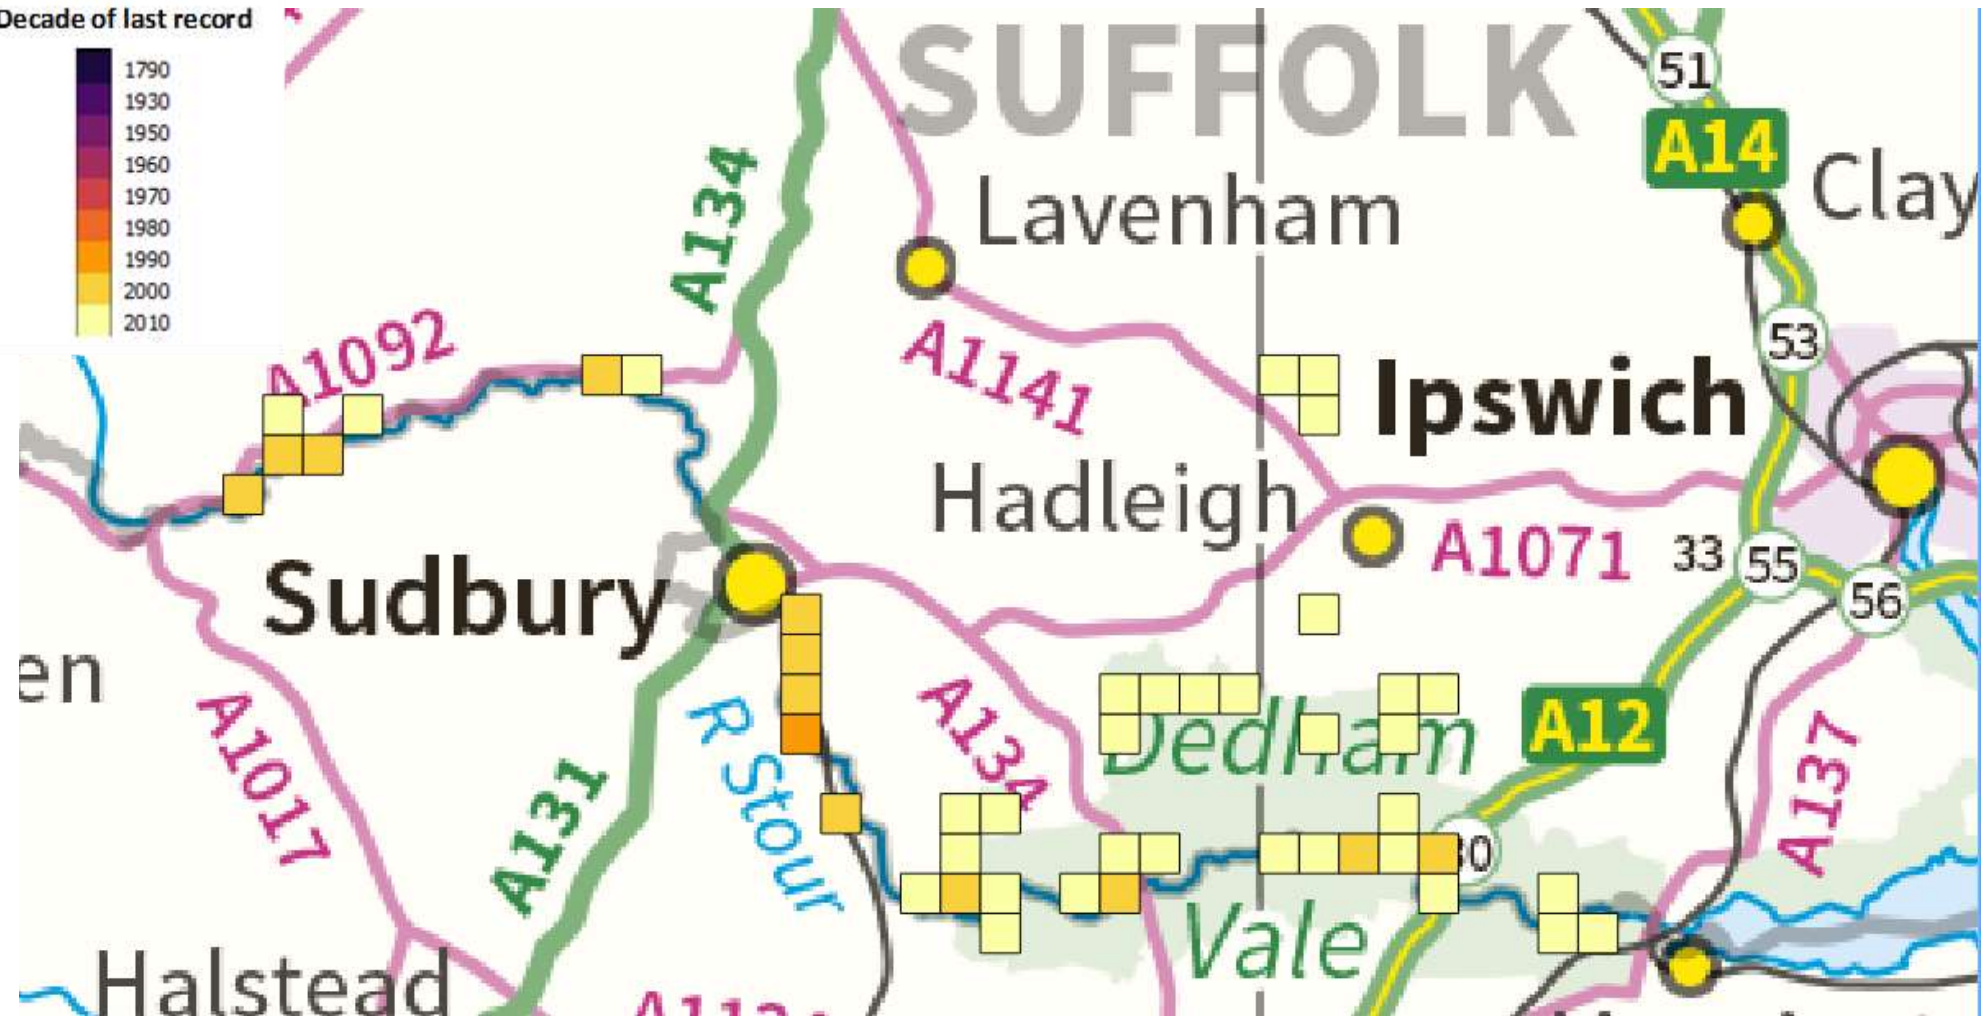 Decade of last record
1790
1930
1950
1960
1970
1980
1990
2000
2010
SUFFOLK
51
A14
Clay
Lavenham
A134
53
A1092
A1141
Ipswich
Hadleigh
A1071
33
55
56
Sudbury
en
Dedham
A134
A12
R Stour
A1017
A131
A137
30
Vale
Halstead